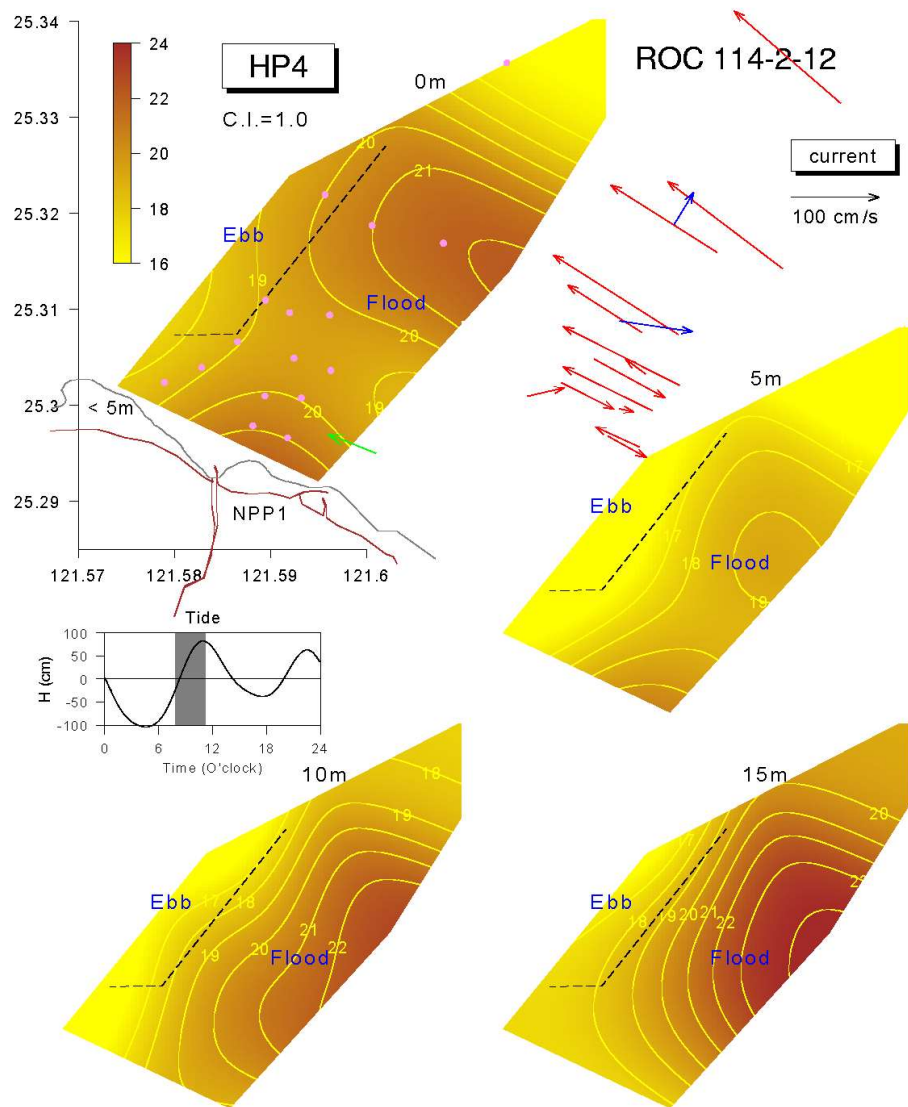 25.34
25.33
25.32
25.31
25.3
25.29
24
22
20
18
16
HP4
C.I.=1.0
ROC 114-2-12
0m
current
100 cm/s
20
21
Ebb
19
Flood
20
20
19
< 5m
NPP1
121.57
121.58
121.59
121.6
5m
17
Ebb
17
18
Flood
19
Tide
H (cm)
100
50
0
-50
-100
0
6
12
18
24
Time (O'clock)
10m
18
19
Ebb
17
18
21
20
22
19
Flood
15m
20
17
Ebb
18
19
20
21
22
Flood